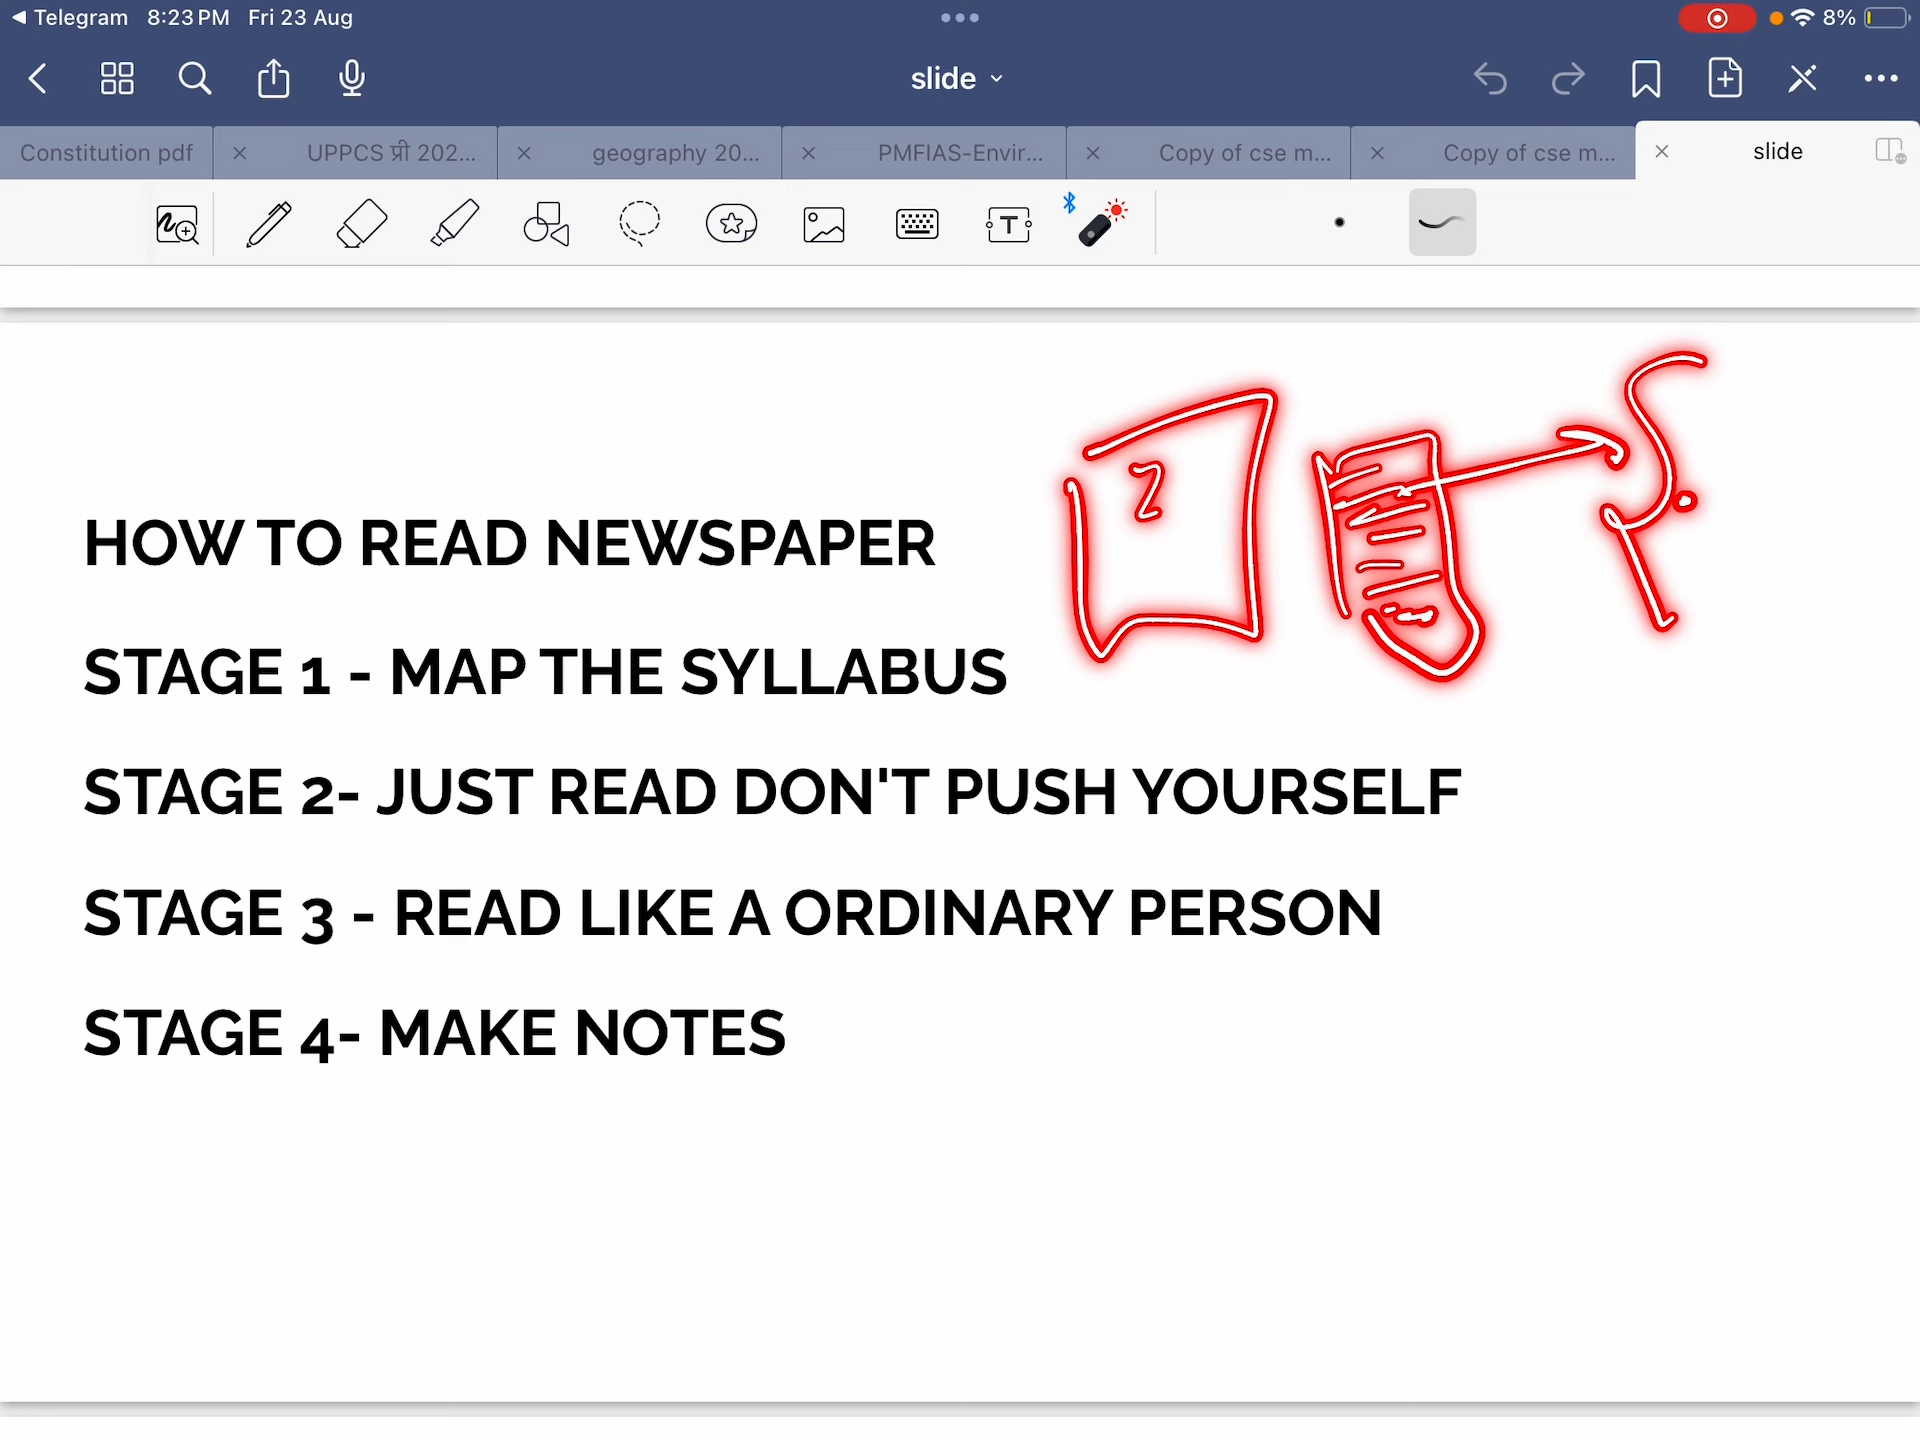 Telegram 8:23 PM Fri 23 Aug 8%
slide
Constitution pdf UPPCS प्री 202... geography 20... PMFIAS-Envir... Copy of cse m... Copy of cse m... slide
T
2
S.
HOW TO READ NEWSPAPER
STAGE 1 - MAP THE SYLLABUS
STAGE 2- JUST READ DON'T PUSH YOURSELF
STAGE 3 - READ LIKE A ORDINARY PERSON
STAGE 4- MAKE NOTES